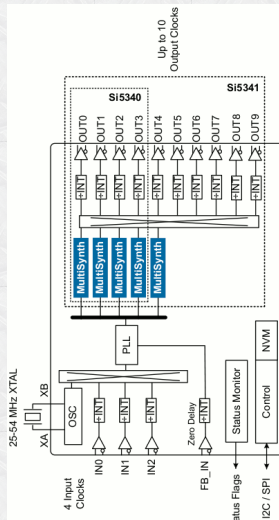 Up to 10
Output Clocks
Si5341
Si5340
OUT0
OUT1
OUT2
OUT3
OUT4
OUT5
OUT6
OUT7
OUT8
OUT9
÷INT
÷INT
÷INT
÷INT
÷INT
÷INT
÷INT
÷INT
÷INT
÷INT
MultiSynth
MultiSynth
MultiSynth
MultiSynth
MultiSynth
PLL
25-54 MHz XTAL
XA
XB
OSC
÷INT
÷INT
÷INT
÷INT
4 Input
Clocks
IN0
IN1
IN2
Zero Delay
FB_IN
Status Monitor
Status Flags
NVM
Control
I2C / SPI